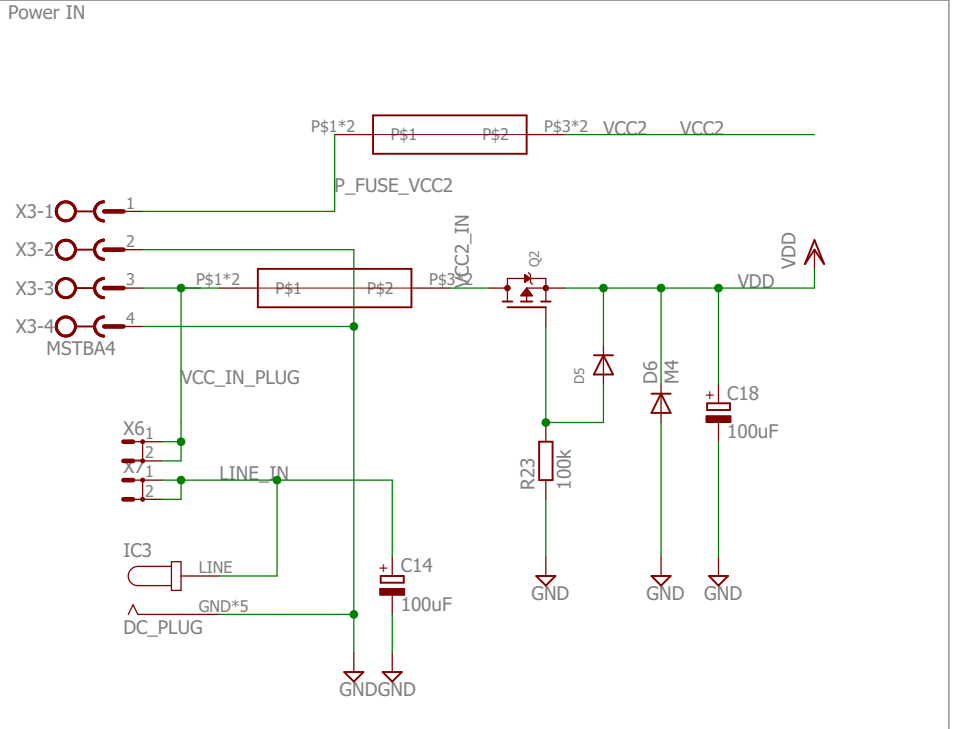 Power IN
P$1*2 P$1 P$2 P$3*2 VCC2 VCC2
P_FUSE_VCC2
X3-1 1
X3-2 2
X3-3 3 P$1*2 P$1 P$2 P$3*2 VCC2_IN Q2 VDD VDD
X3-4 4
MSTBA4
VCC_IN_PLUG
D5
D6 M4
C18
+
100uF
X6 1
2
X7 1 LINE_IN
2
R23 100k
IC3
LINE
GND*5
DC_PLUG
C14
+
100uF
GND
GND
GND
GND
GND